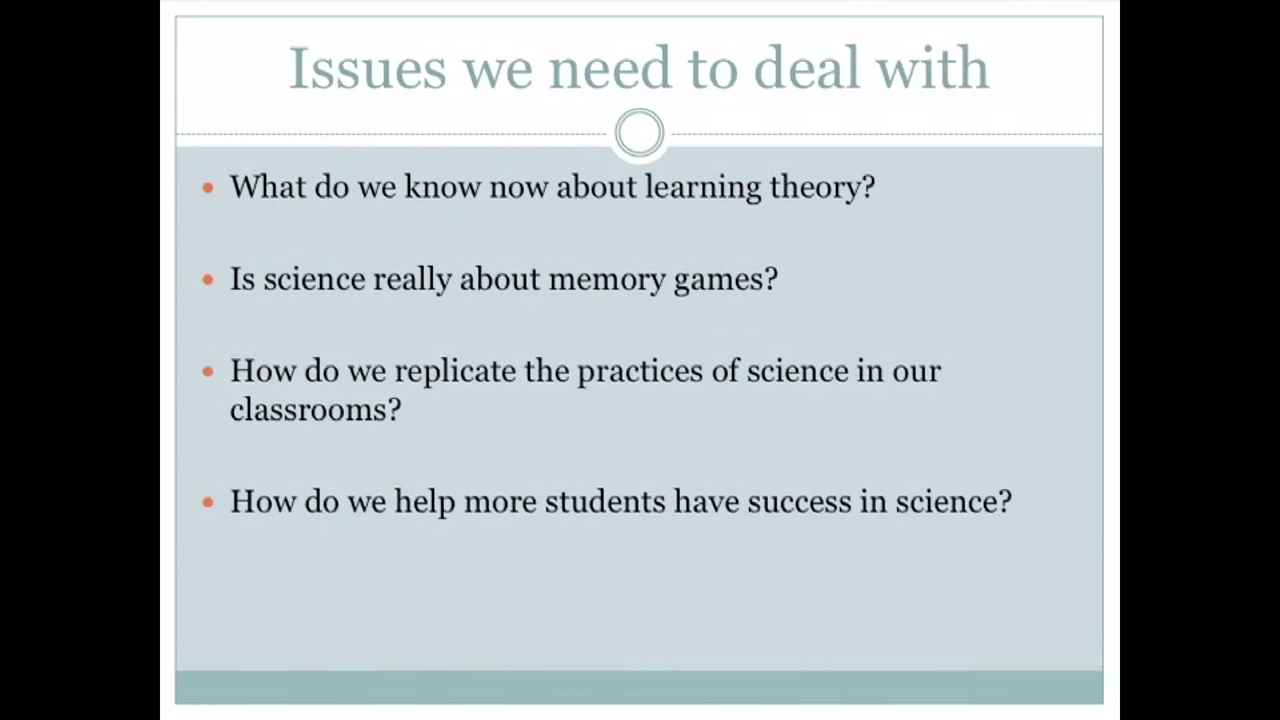 Issues we need to deal with
• What do we know now about learning theory?
• Is science really about memory games?
• How do we replicate the practices of science in our
classrooms?
• How do we help more students have success in science?